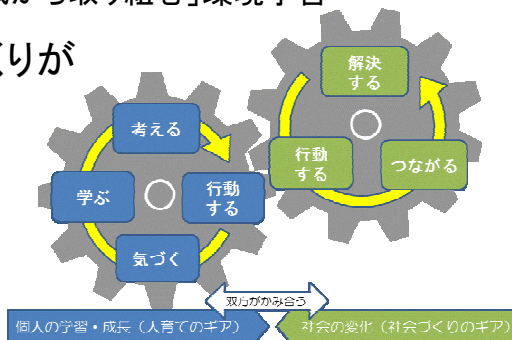 から取り組む」環境学習
くりが
解決
する
考える
行動
する
つながる
学ぶ
行動
する
気づく
双方がかみ合う
個人の学習・成長（人育てのギア）
社会の変化（社会づくりのギア）